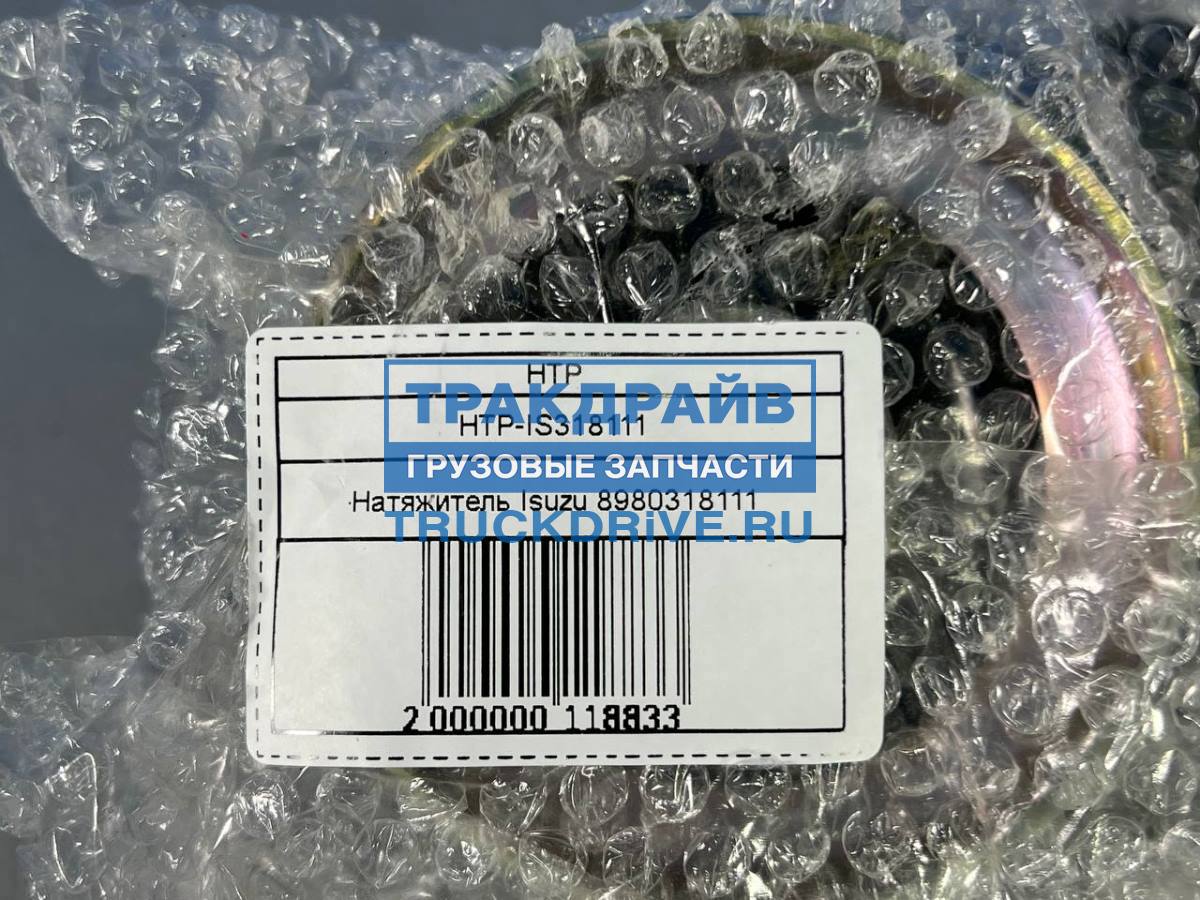 HTP
ТРАКДРАЙВ
HTP-IS318111
ГРУЗОВЫЕ ЗАПЧАСТИ
Натяжитель Isuzu 8980318111
TRUCKDRiVE.RU
2 000000 118833